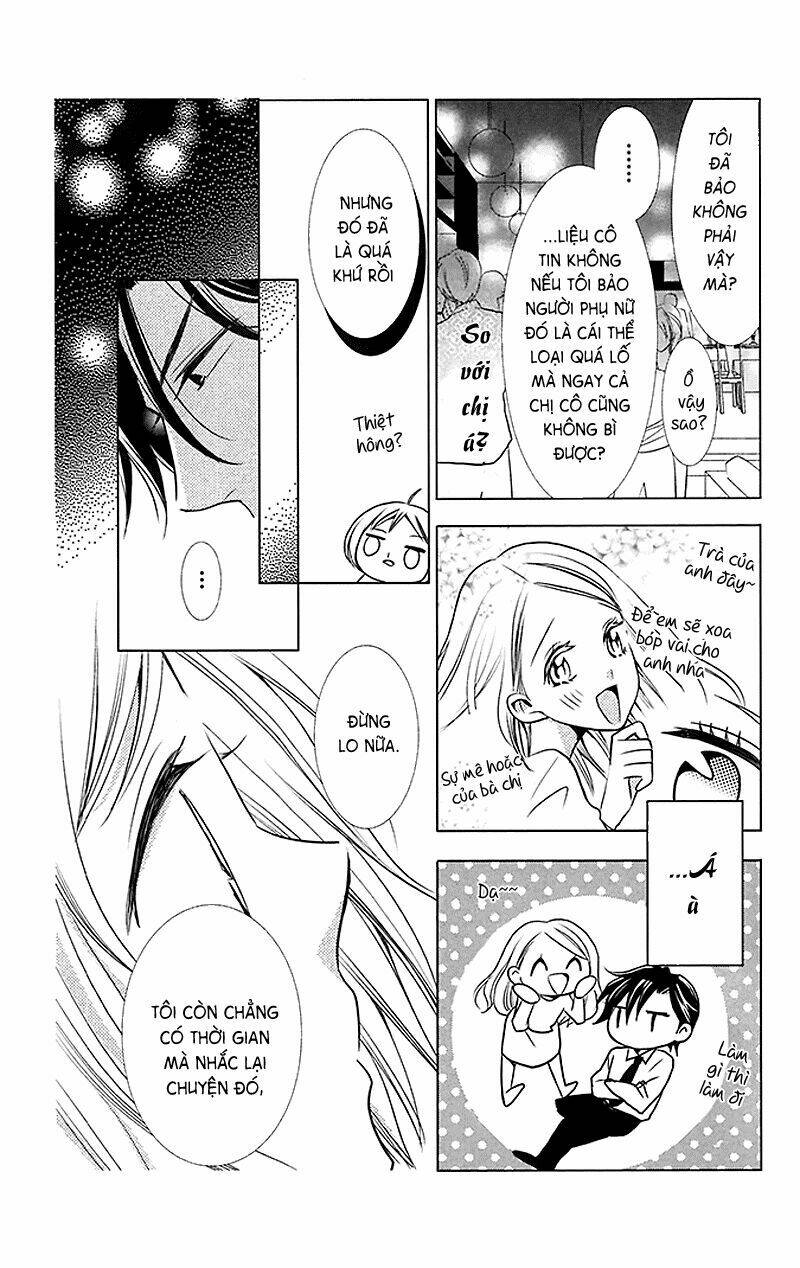 TÔI
ĐÃ
BẢO
KHÔNG
PHẢI
VẬY
MÀ?
Ồ
vậy
sao?
......
...LIỆU CÔ
TIN KHÔNG
NẾU TÔI BẢO
NGƯỜI PHỤ NỮ
ĐÓ LÀ CÁI THỂ
LOẠI QUÁ LỐ
MÀ NGAY CẢ
CHỊ CÔ CŨNG
KHÔNG BÌ
ĐƯỢC?
So
với
chị
á?
Trà của
anh đây~
Để em sẽ xoa
bóp vai cho
anh nha
Sự mê hoặc
của bà chị
...Á
à
Dạ~~
Làm
gì thì
làm đi
NHƯNG
ĐÓ ĐÃ
LÀ QUÁ
KHỨ RỒI
Thiệt
hông?
...
ĐỪNG
LO NỮA.
TÔI CÒN CHẲNG
CÓ THỜI GIAN
MÀ NHẮC LẠI
CHUYỆN ĐÓ,